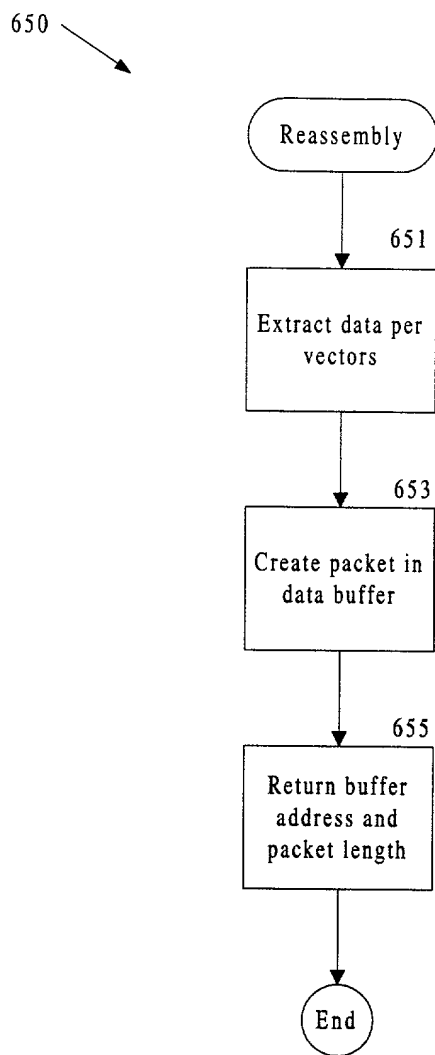 650
Reassembly
651
Extract data per
vectors
653
Create packet in
data buffer
655
Return buffer
address and
packet length
End